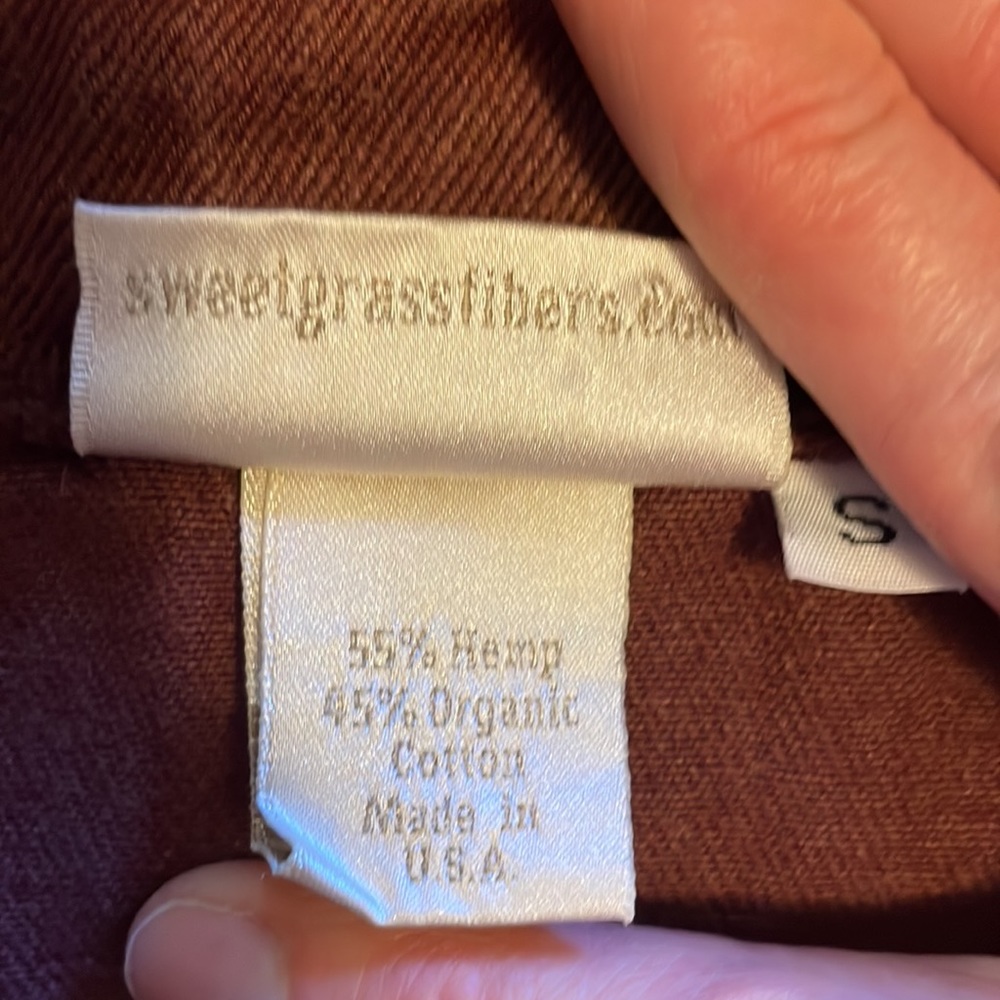 sweetgrassfibers.com
S
55% Hemp
45% Organic
Cotton
Made in
U.S.A.